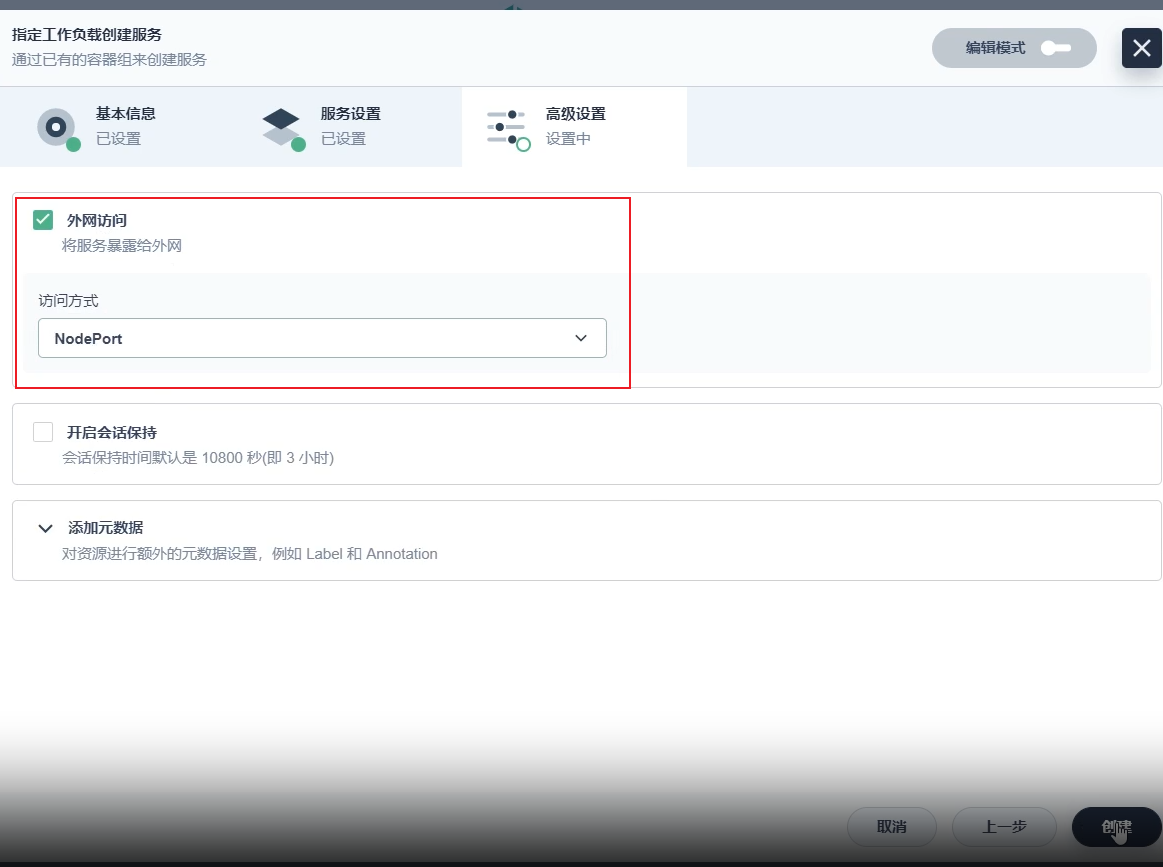 指定工作负载创建服务
通过已有的容器组来创建服务
编辑模式
基本信息
已设置
服务设置
已设置
高级设置
设置中
外网访问
将服务暴露给外网
访问方式
NodePort
开启会话保持
会话保持时间默认是 10800 秒(即 3 小时)
添加元数据
对资源进行额外的元数据设置，例如 Label 和 Annotation
取消
上一步
创建